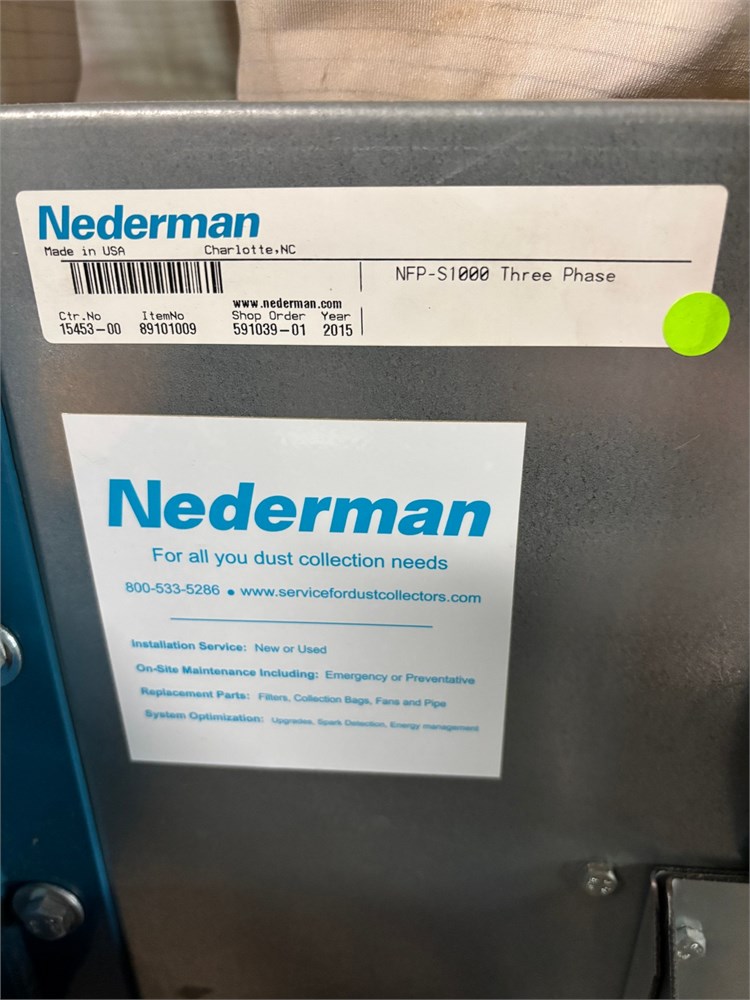 Nederman
Made in USA Charlotte,NC
NFP-S1000 Three Phase
www.nederman.com
Ctr.No ItemNo Shop Order Year
15453-00 89101009 591039-01 2015
Nederman
For all you dust collection needs
800-533-5286 • www.servicefordustcollectors.com
Installation Service: New or Used
On-Site Maintenance Including: Emergency or Preventative
Replacement Parts: Filters, Collection Bags, Fans and Pipe
System Optimization: Upgrades, Spark Detection, Energy management